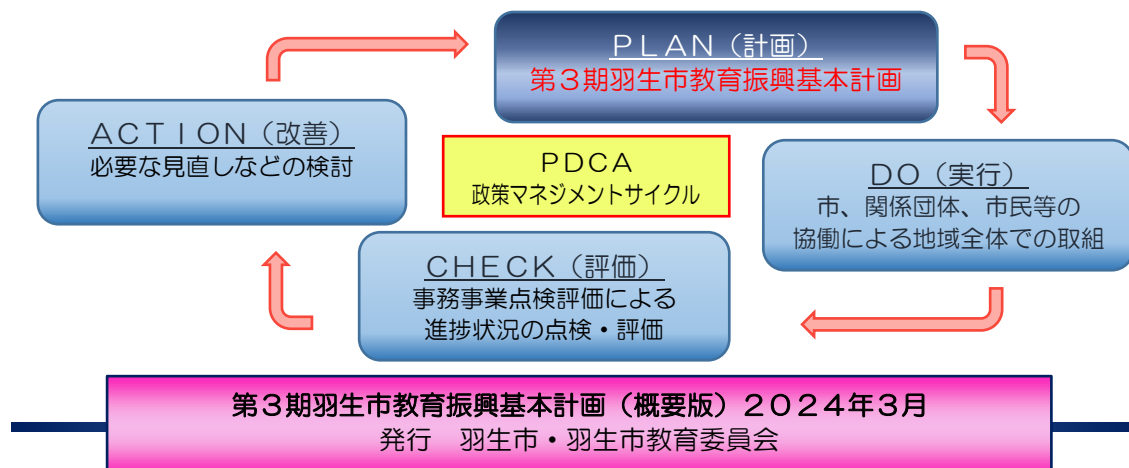 PLAN（計画）
第３期羽生市教育振興基本計画
ACTION（改善）
必要な見直しなどの検討
PDCA
政策マネジメントサイクル
DO（実行）
市、関係団体、市民等の
協働による地域全体での取組
CHECK（評価）
事務事業点検評価による
進捗状況の点検・評価
第３期羽生市教育振興基本計画（概要版）２０２４年３月
発行　羽生市・羽生市教育委員会